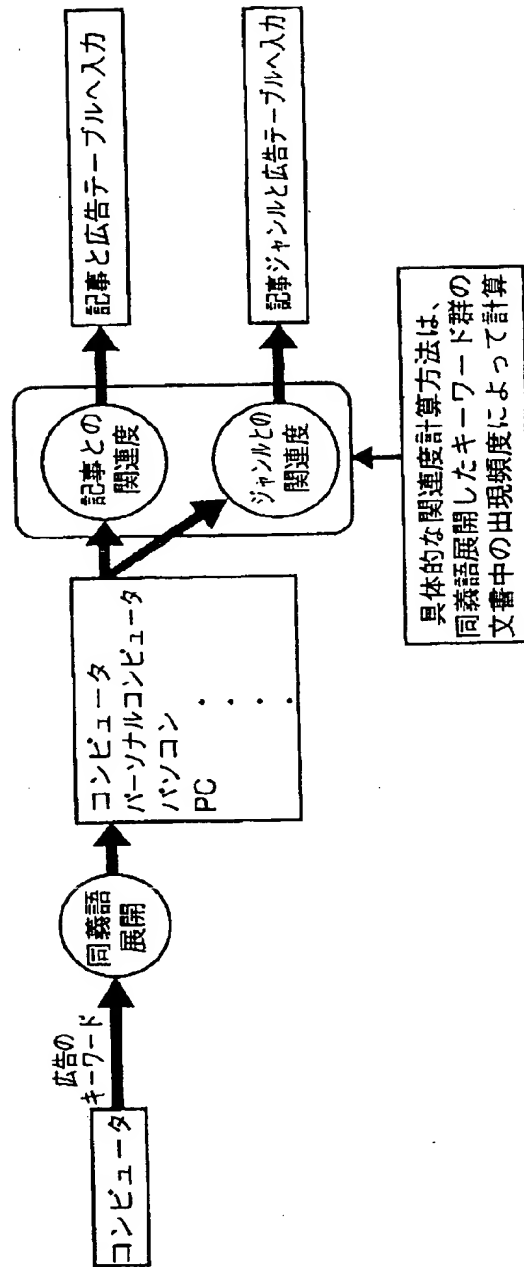 コンピュータ
広告の
キーワード
同義語
展開
コンピュータ
パーソナルコンピュータ
パソコン
PC
記事との
関連度
ジャンルとの
関連度
記事と広告テーブルへ入力
記事ジャンルと広告テーブルへ入力
具体的な関連度計算方法は、
同義語展開したキーワード群の
文書中の出現頻度によって計算